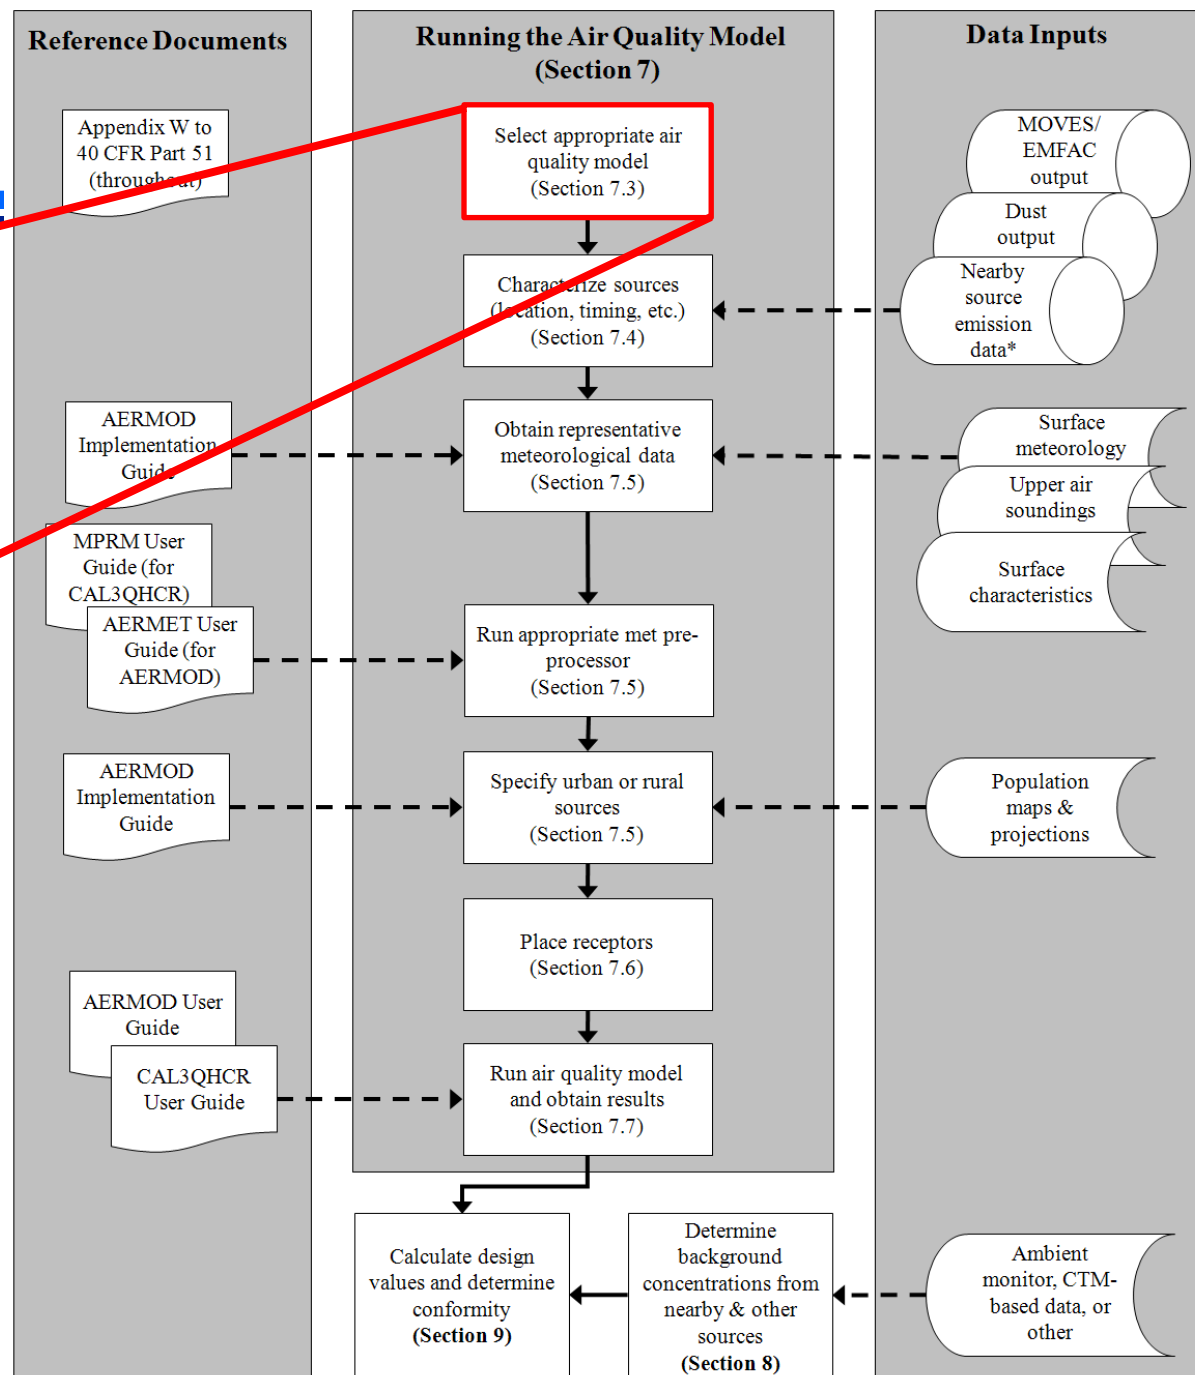 Reference Documents
Appendix W to
40 CFR Part 51
(throughout)
AERMOD
Implementation
Guide
MPRM User
Guide (for
CAL3QHCR)
AERMET User
Guide (for
AERMOD)
AERMOD
Implementation
Guide
AERMOD User
Guide
CAL3QHCR
User Guide
Running the Air Quality Model
(Section 7)
Select appropriate air
quality model
(Section 7.3)
Characterize sources
(location, timing, etc.)
(Section 7.4)
Obtain representative
meteorological data
(Section 7.5)
Run appropriate met pre-
processor
(Section 7.5)
Specify urban or rural
sources
(Section 7.5)
Place receptors
(Section 7.6)
Run air quality model
and obtain results
(Section 7.7)
Calculate design
values and determine
conformity
(Section 9)
Determine
background
concentrations from
nearby & other
sources
(Section 8)
Data Inputs
MOVES/
EMFAC
output
Dust
output
Nearby
source
emission
data*
Surface
meteorology
Upper air
soundings
Surface
characteristics
Population
maps &
projections
Ambient
monitor, CTM-
based data, or
other